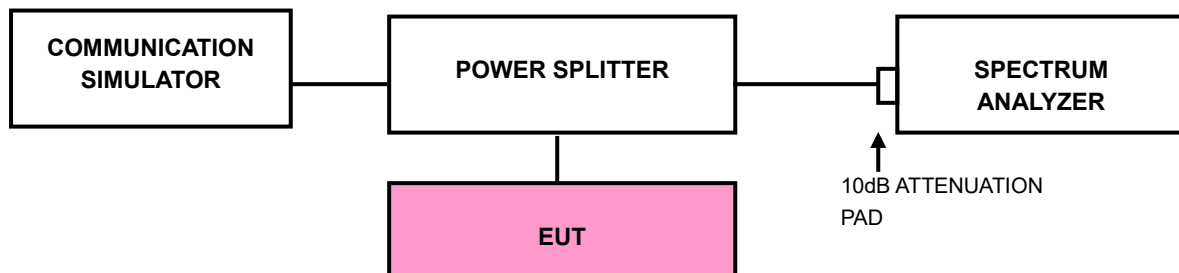 COMMUNICATION
SIMULATOR
POWER SPLITTER
SPECTRUM
ANALYZER
10dB ATTENUATION
PAD
EUT